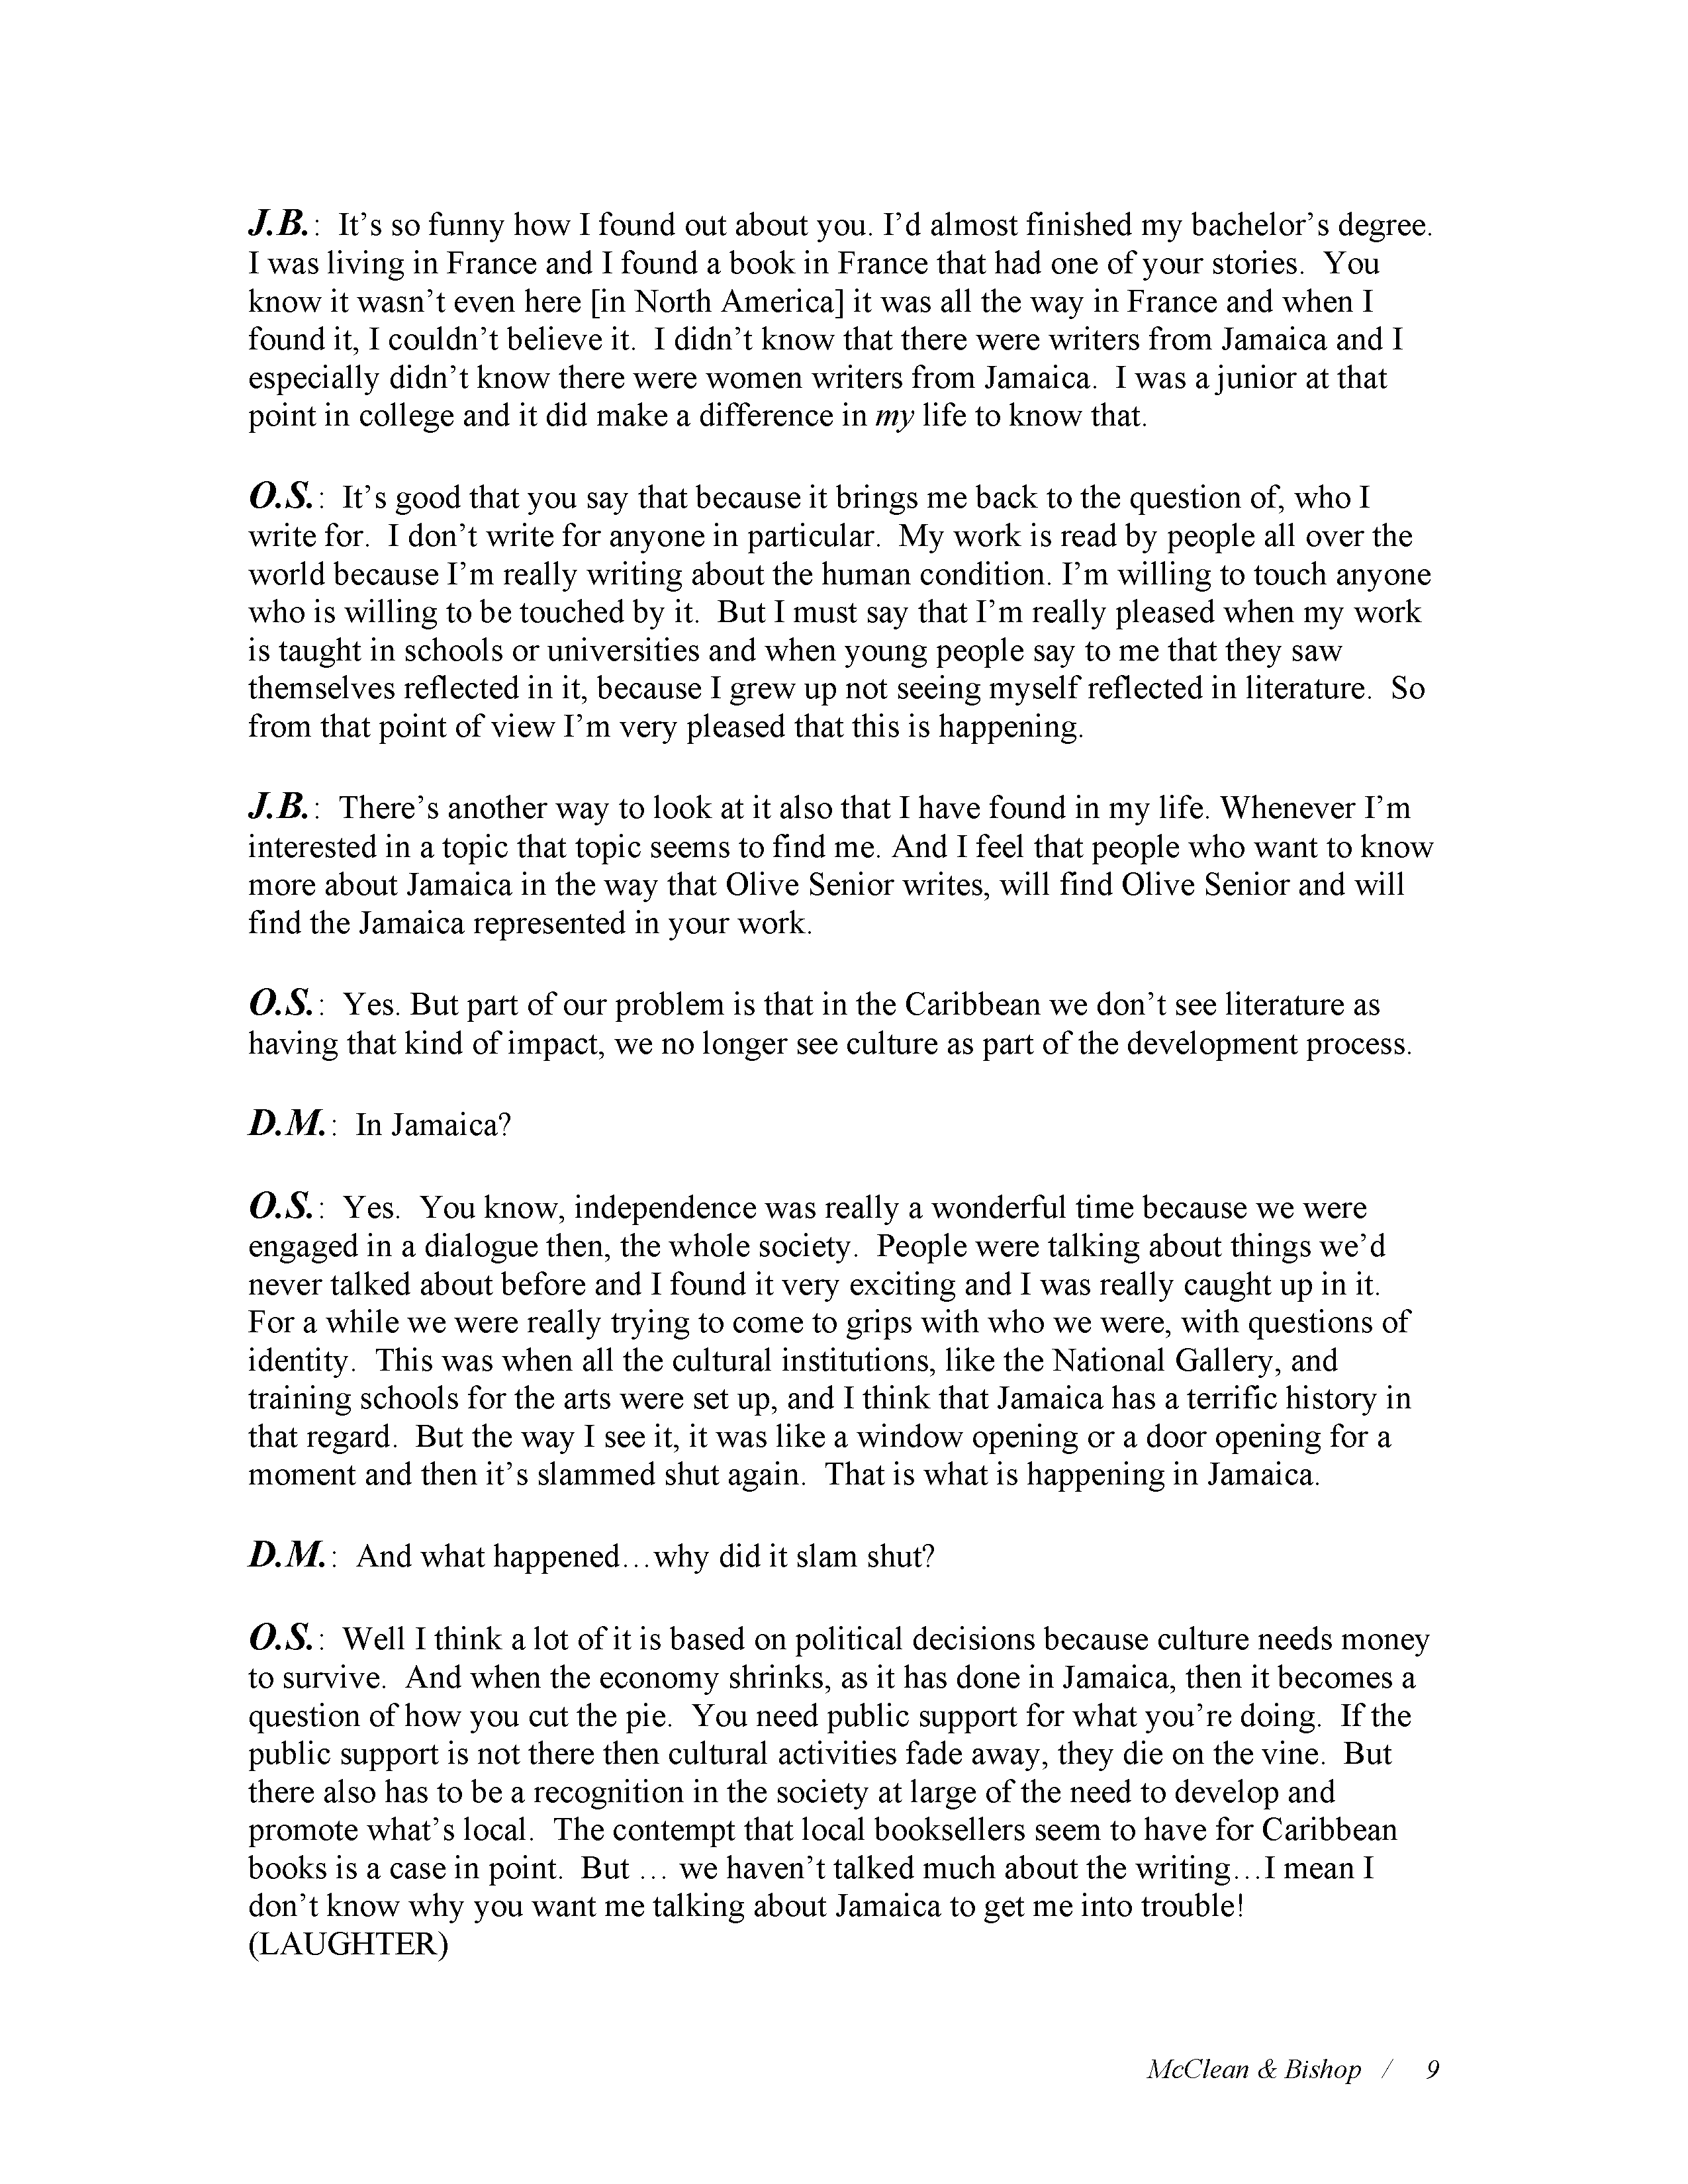 J.B.:  It’s so funny how I found out about you. I’d almost finished my bachelor’s degree.
I was living in France and I found a book in France that had one of your stories.  You
know it wasn’t even here [in North America] it was all the way in France and when I
found it, I couldn’t believe it.  I didn’t know that there were writers from Jamaica and I
especially didn’t know there were women writers from Jamaica.  I was a junior at that
point in college and it did make a difference in my life to know that.
O.S.:  It’s good that you say that because it brings me back to the question of, who I
write for.  I don’t write for anyone in particular.  My work is read by people all over the
world because I’m really writing about the human condition. I’m willing to touch anyone
who is willing to be touched by it.  But I must say that I’m really pleased when my work
is taught in schools or universities and when young people say to me that they saw
themselves reflected in it, because I grew up not seeing myself reflected in literature.  So
from that point of view I’m very pleased that this is happening.
J.B.:  There’s another way to look at it also that I have found in my life. Whenever I’m
interested in a topic that topic seems to find me. And I feel that people who want to know
more about Jamaica in the way that Olive Senior writes, will find Olive Senior and will
find the Jamaica represented in your work.
O.S.:  Yes. But part of our problem is that in the Caribbean we don’t see literature as
having that kind of impact, we no longer see culture as part of the development process.
D.M.:  In Jamaica?
O.S.:  Yes.  You know, independence was really a wonderful time because we were
engaged in a dialogue then, the whole society.  People were talking about things we’d
never talked about before and I found it very exciting and I was really caught up in it.
For a while we were really trying to come to grips with who we were, with questions of
identity.  This was when all the cultural institutions, like the National Gallery, and
training schools for the arts were set up, and I think that Jamaica has a terrific history in
that regard.  But the way I see it, it was like a window opening or a door opening for a
moment and then it’s slammed shut again.  That is what is happening in Jamaica.
D.M.:  And what happened…why did it slam shut?
O.S.:  Well I think a lot of it is based on political decisions because culture needs money
to survive.  And when the economy shrinks, as it has done in Jamaica, then it becomes a
question of how you cut the pie.  You need public support for what you’re doing.  If the
public support is not there then cultural activities fade away, they die on the vine.  But
there also has to be a recognition in the society at large of the need to develop and
promote what’s local.  The contempt that local booksellers seem to have for Caribbean
books is a case in point.  But … we haven’t talked much about the writing…I mean I
don’t know why you want me talking about Jamaica to get me into trouble!
(LAUGHTER)
McClean & Bishop  /  9